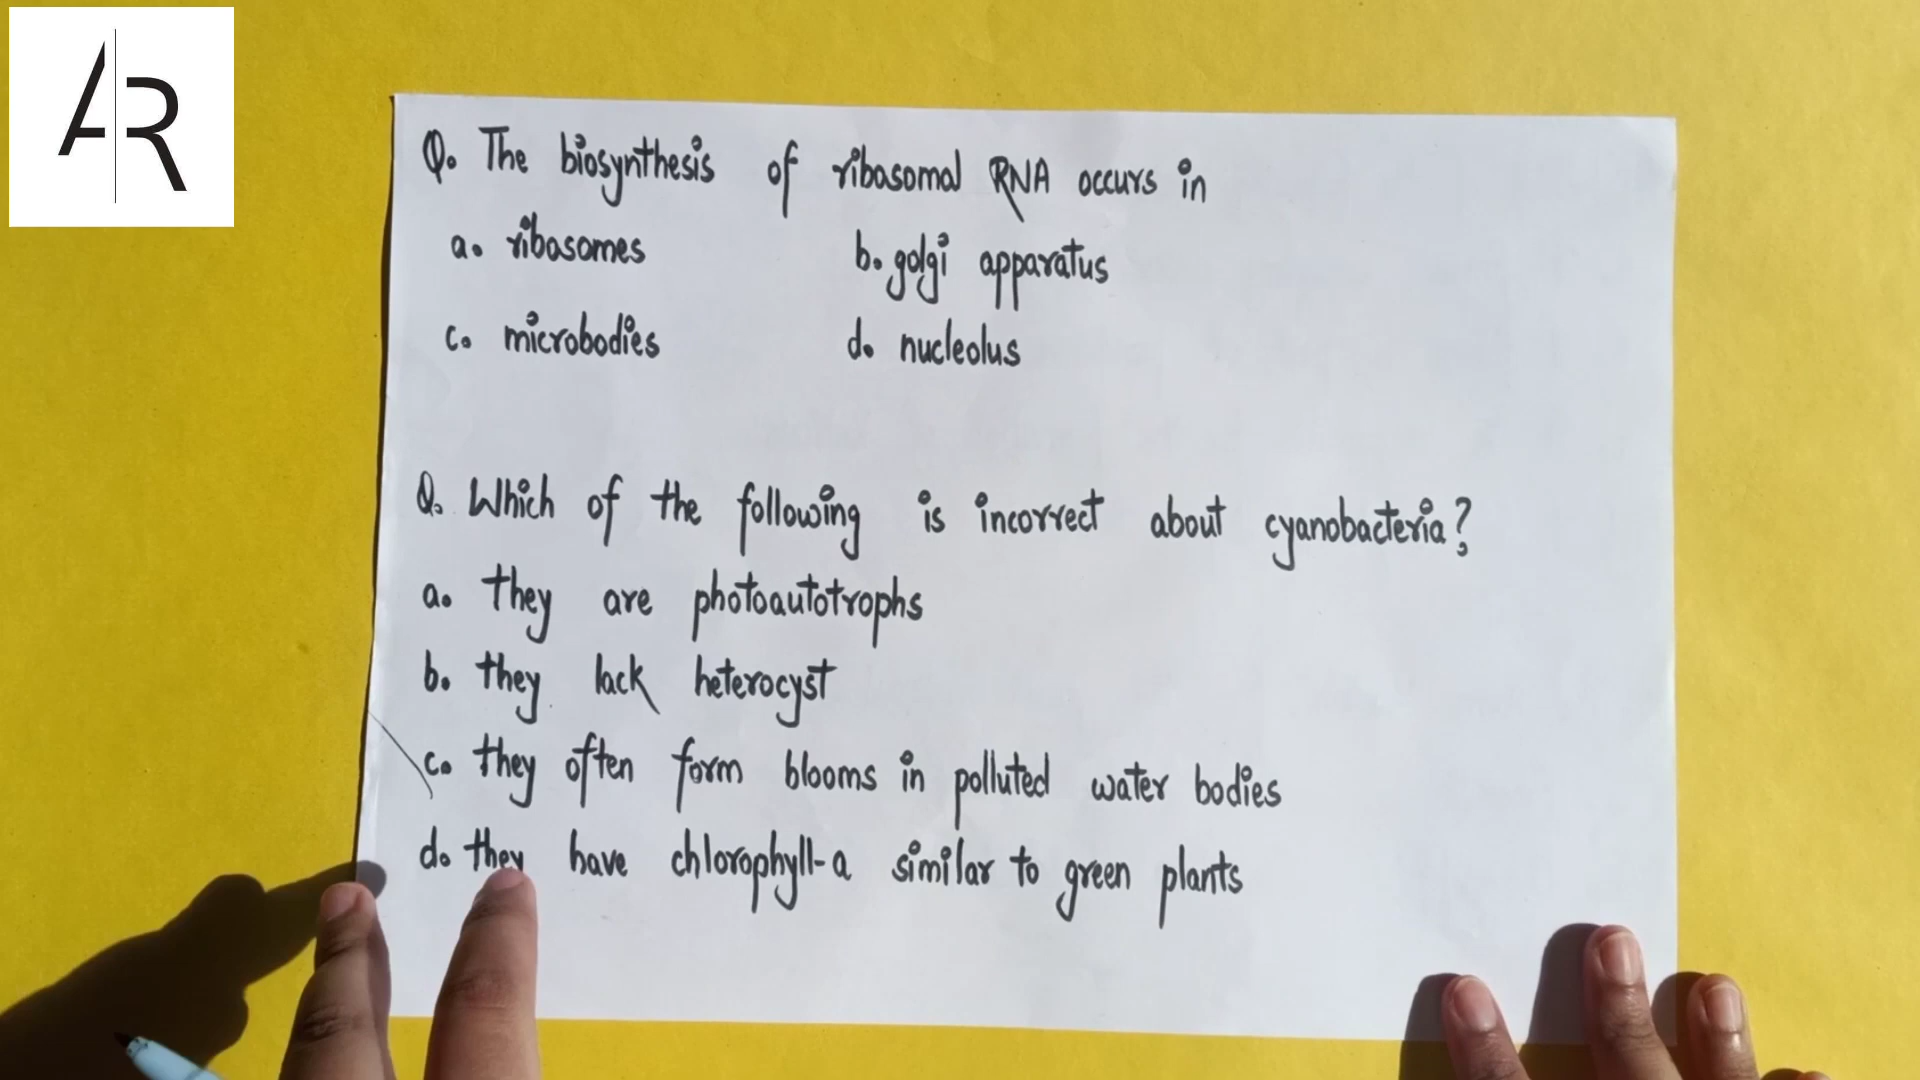 AR
Q. The biosynthesis of ribosomal RNA occurs in
a. ribosomes b. golgi apparatus
c. microbodies d. nucleolus
Q. Which of the following is incorrect about cyanobacteria?
a. they are photoautotrophs
b. they lack heterocyst
c. they often form blooms in polluted water bodies
d. they have chlorophyll-a similar to green plants